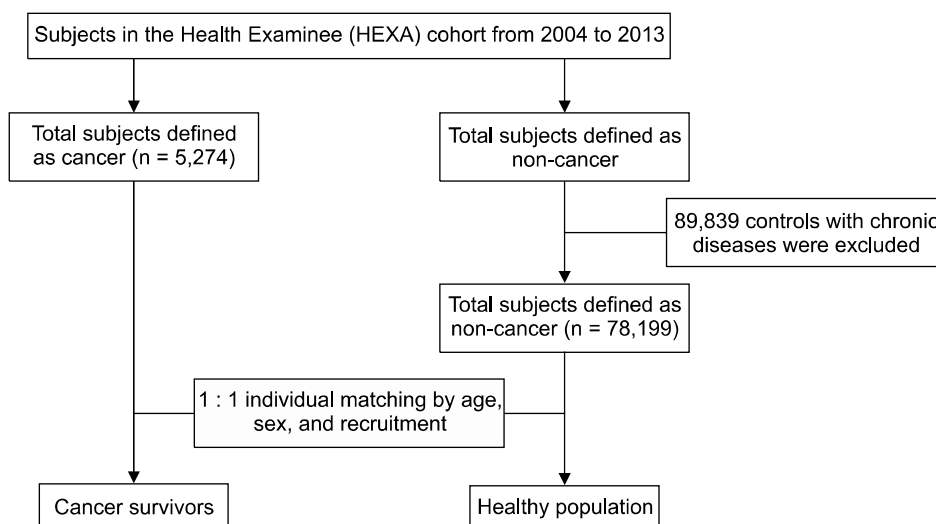 Subjects in the Health Examinee (HEXA) cohort from 2004 to 2013
Total subjects defined
as cancer (n = 5,274)
Total subjects defined as
non-cancer
89,839 controls with chronic
diseases were excluded
Total subjects defined as
non-cancer (n = 78,199)
1 : 1 individual matching by age,
sex, and recruitment
Cancer survivors
Healthy population